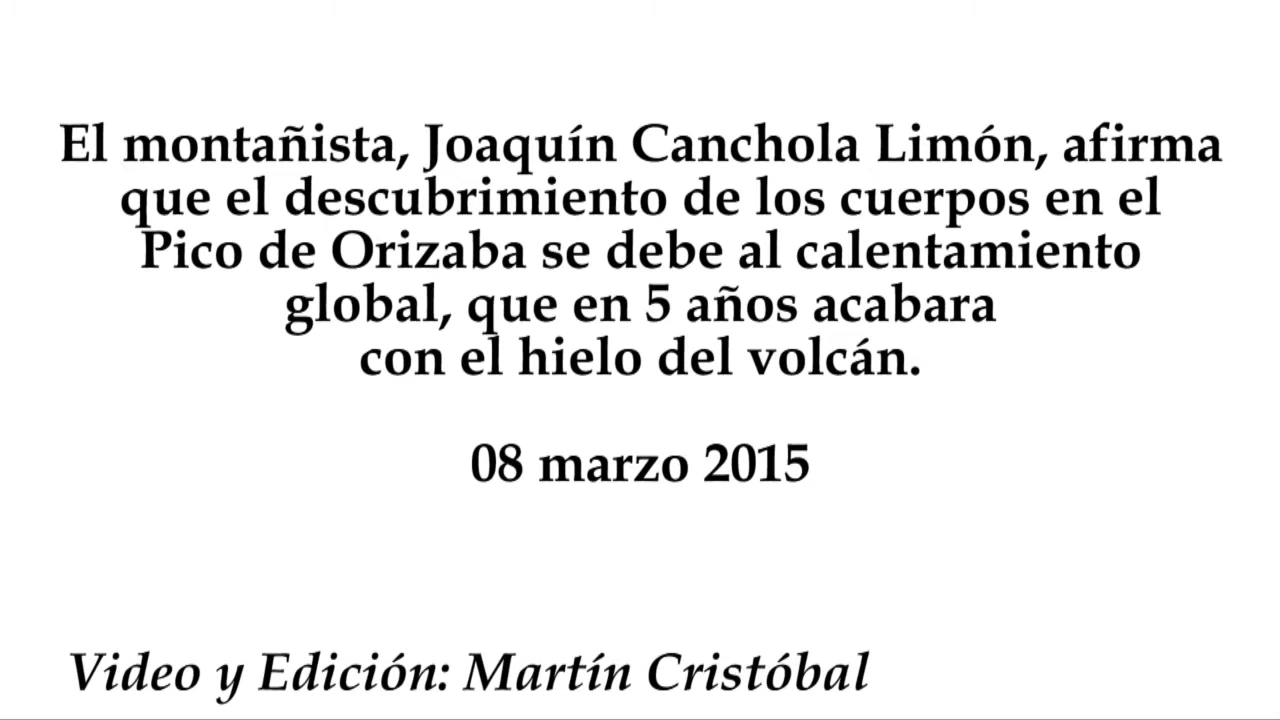 El montañista, Joaquín Canchola Limón, afirma
que el descubrimiento de los cuerpos en el
Pico de Orizaba se debe al calentamiento
global, que en 5 años acabara
con el hielo del volcán.
08 marzo 2015
Video y Edición: Martín Cristóbal